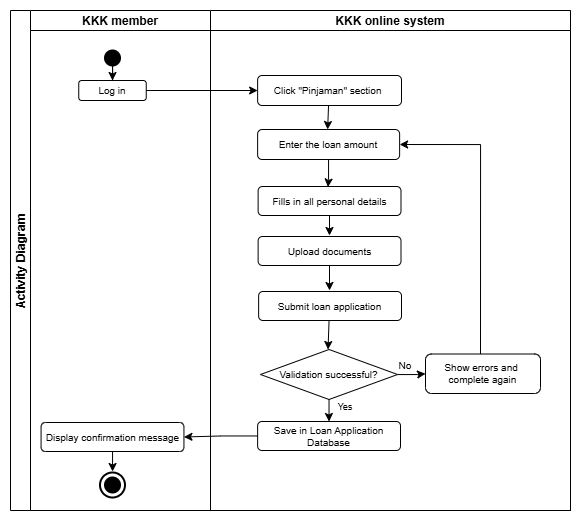 KKK member
KKK online system
Activity Diagram
Log in
Click "Pinjaman" section
Enter the loan amount
Fills in all personal details
Upload documents
Submit loan application
Validation successful?
No
Show errors and
complete again
Yes
Save in Loan Application
Database
Display confirmation message